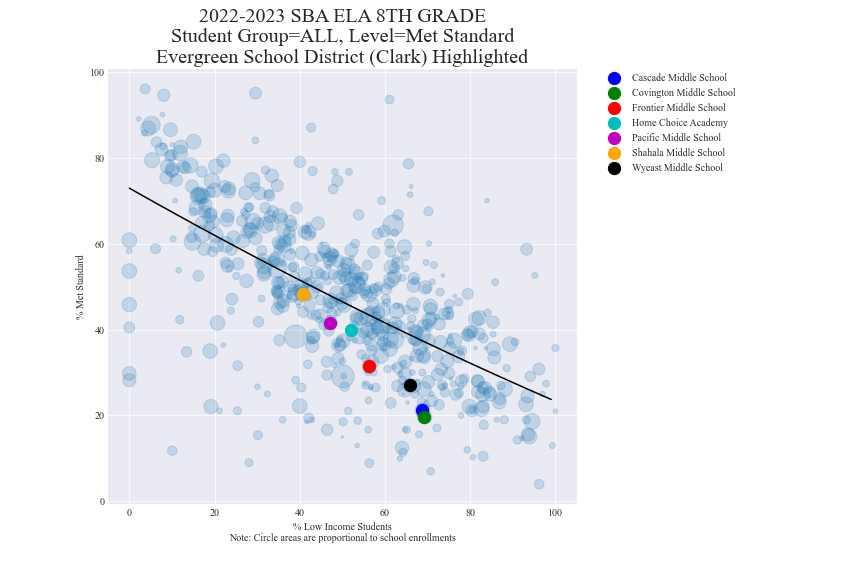 2022-2023 SBA ELA 8TH GRADE
Student Group=ALL, Level=Met Standard
Evergreen School District (Clark) Highlighted
100
80
60
40
20
0
% Met Standard
0 20 40 60 80 100
% Low Income Students
Note: Circle areas are proportional to school enrollments
Cascade Middle School
Covington Middle School
Frontier Middle School
Home Choice Academy
Pacific Middle School
Shahala Middle School
Wyeast Middle School